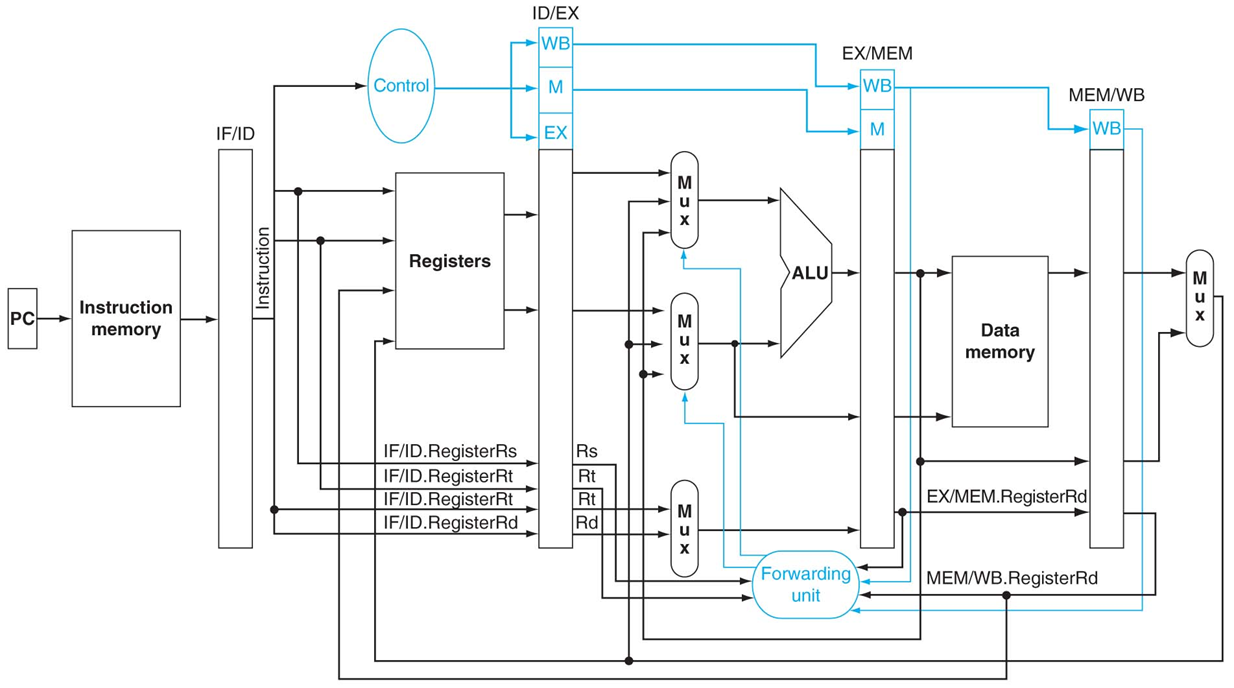 ID/EX
WB
M
EX
Control
EX/MEM
WB
M
MEM/WB
WB
IF/ID
PC
Instruction
memory
Instruction
Registers
M
u
x
M
u
x
M
u
x
ALU
Data
memory
M
u
x
IF/ID.RegisterRs
IF/ID.RegisterRt
IF/ID.RegisterRt
IF/ID.RegisterRd
Rs
Rt
Rt
Rd
EX/MEM.RegisterRd
Forwarding
unit
MEM/WB.RegisterRd